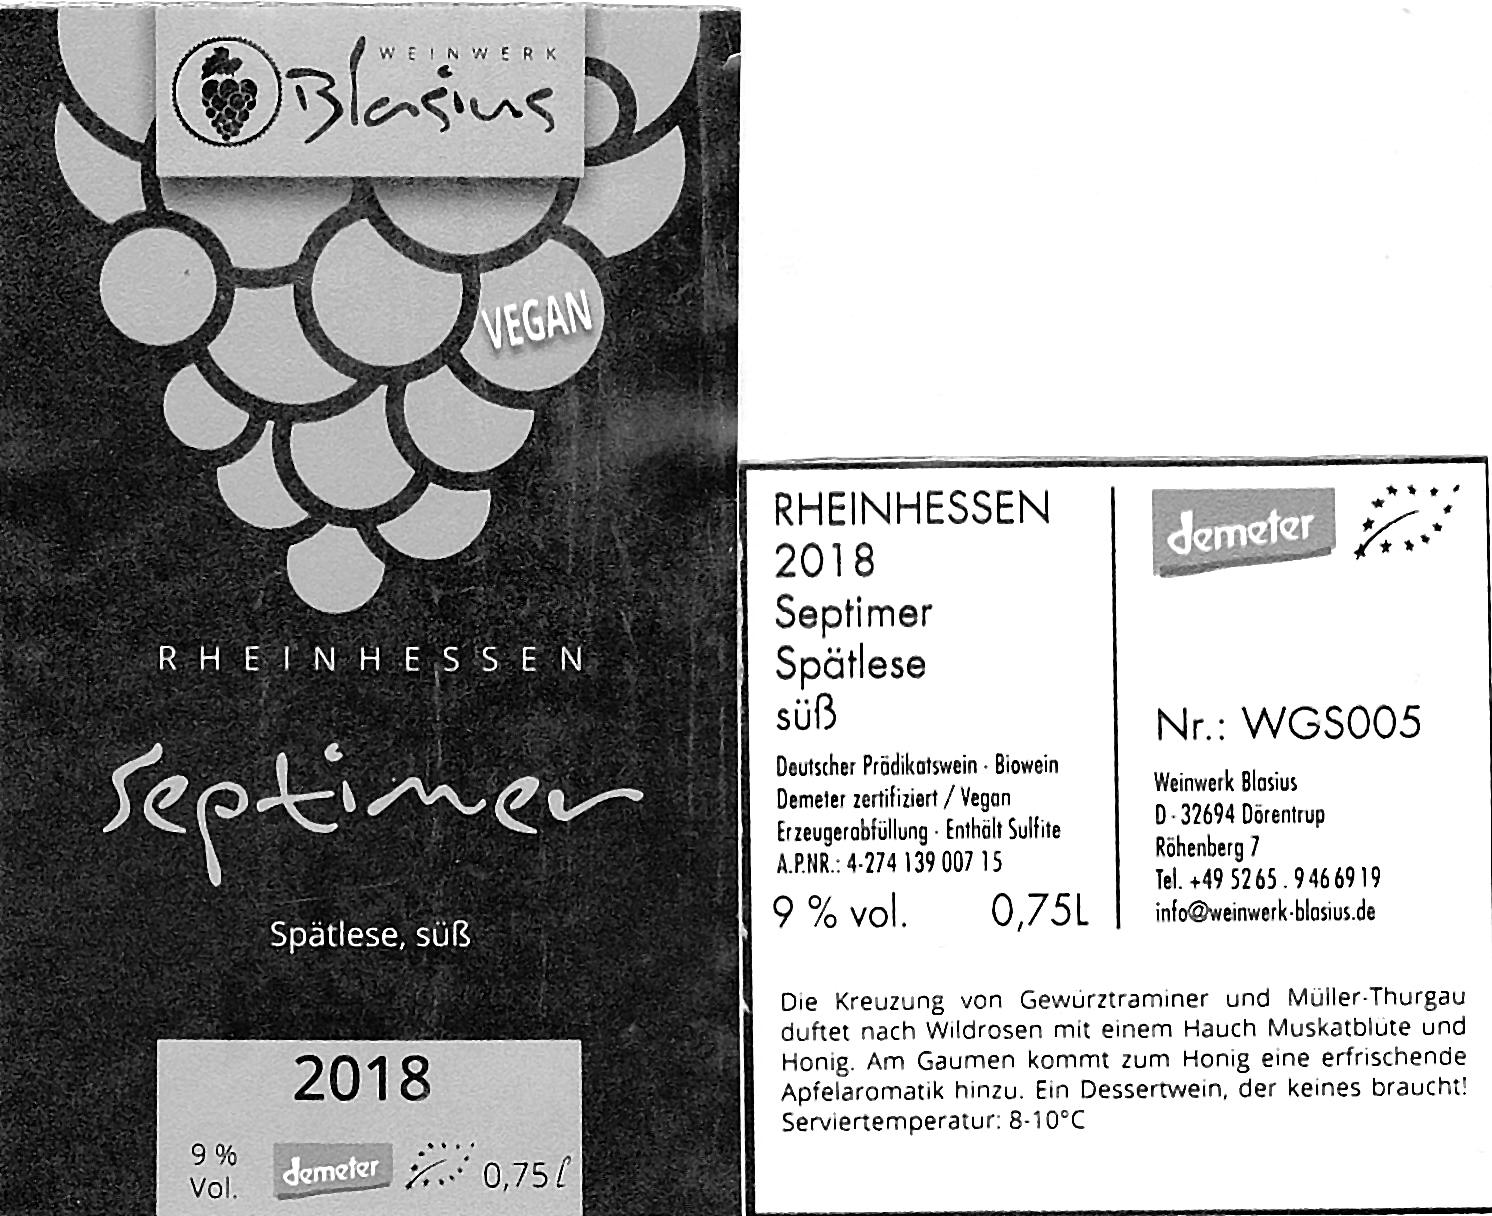 WEINWERK
Blasius
VEGAN
RHEINHESSEN
Septimer
Spätlese, süß
2018
9 %
Vol.
demeter
0,75 l
RHEINHESSEN
2018
Septimer
Spätlese
süß
Deutscher Prädikatswein · Biowein
Demeter zertifiziert / Vegan
Erzeugerabfüllung · Enthält Sulfite
A.P.NR.: 4-274 139 007 15
9 % vol. 0,75L
demeter
Nr.: WGS005
Weinwerk Blasius
D - 32694 Dörentrup
Röhenberg 7
Tel. +49 52 65 . 9 46 69 19
info@weinwerk-blasius.de
Die Kreuzung von Gewürztraminer und Müller-Thurgau
duftet nach Wildrosen mit einem Hauch Muskatblüte und
Honig. Am Gaumen kommt zum Honig eine erfrischende
Apfelaromatik hinzu. Ein Dessertwein, der keines braucht!
Serviertemperatur: 8-10°C